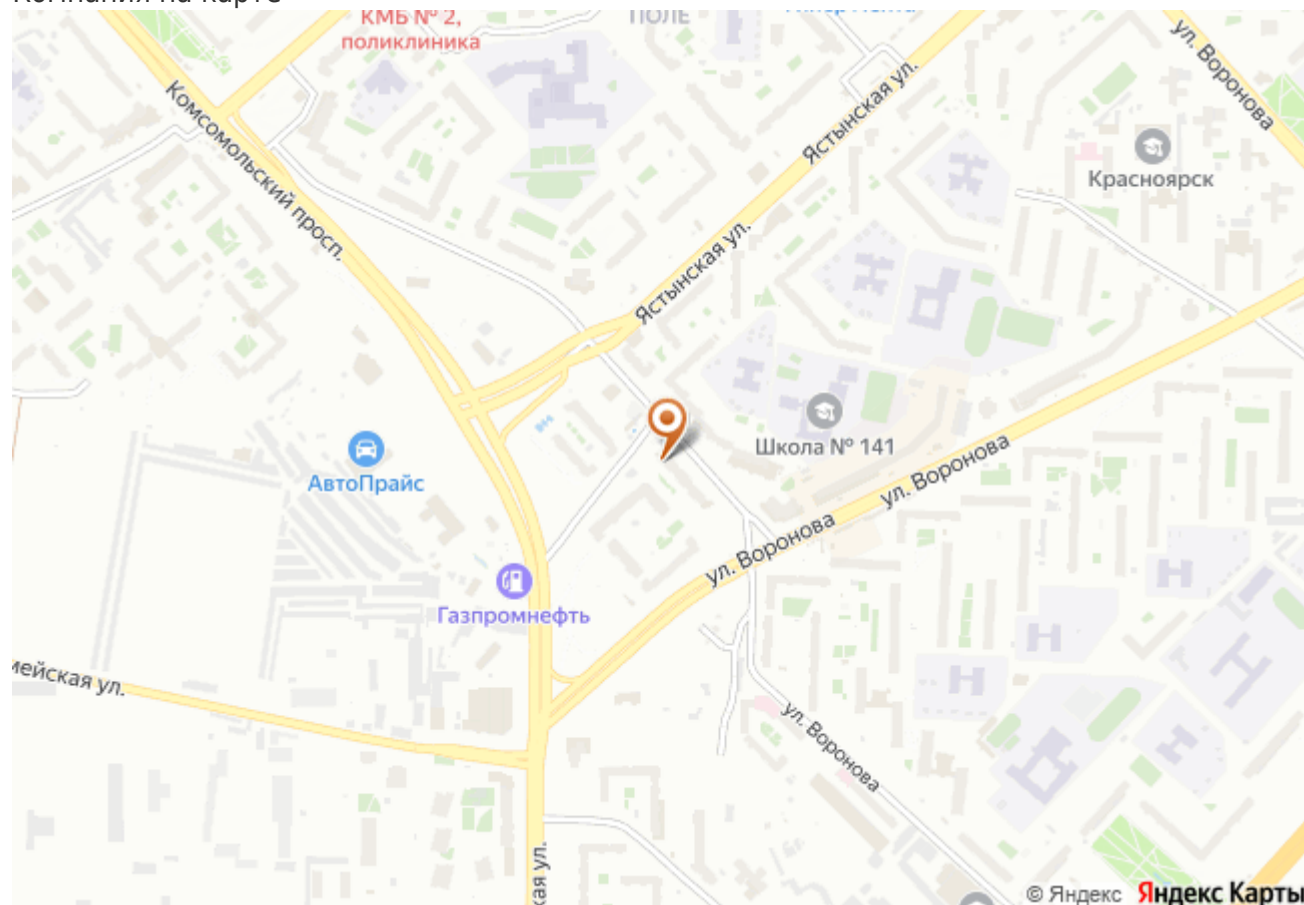 КМБ № 2,
поликлиника
ПОЛЕ
ул. Воронова
Комсомольский просп.
Ястынская ул.
Красноярск
Ястынская ул.
АвтоПрайс
Школа № 141
ул. Воронова
ул. Воронова
Газпромнефть
мейская ул.
ул. Воронова
кая ул.
© Яндекс Яндекс Карты